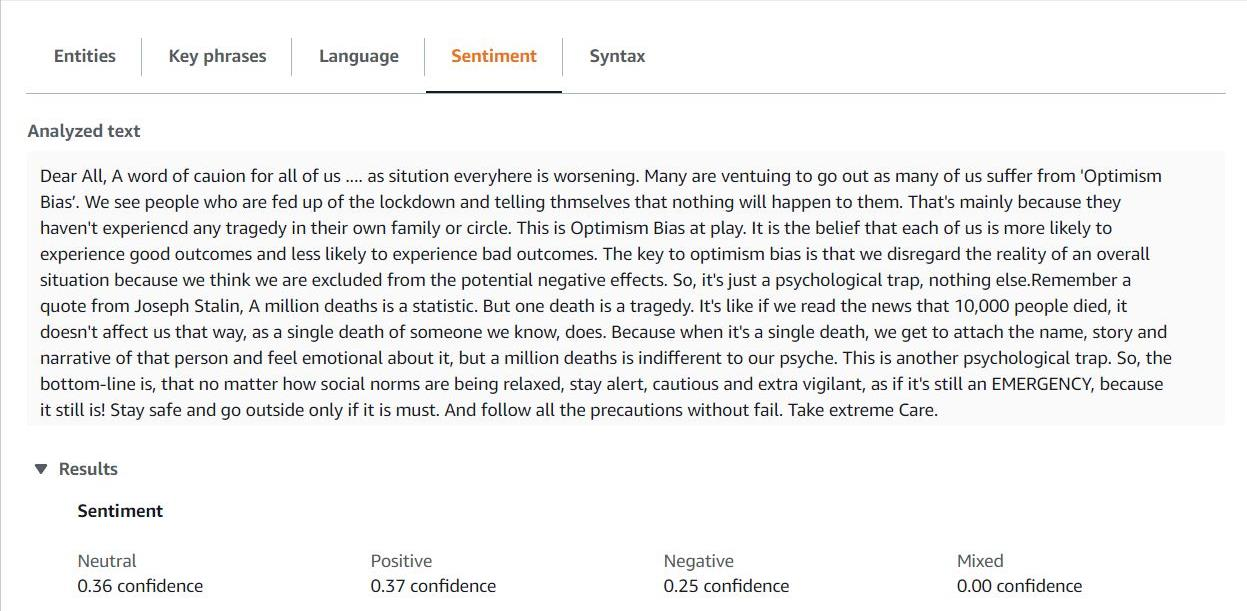 Entities Key phrases Language Sentiment Syntax
Analyzed text
Dear All, A word of cauion for all of us .... as sitution everyhere is worsening. Many are ventuing to go out as many of us suffer from 'Optimism
Bias'. We see people who are fed up of the lockdown and telling thmselves that nothing will happen to them. That's mainly because they
haven't experiencd any tragedy in their own family or circle. This is Optimism Bias at play. It is the belief that each of us is more likely to
experience good outcomes and less likely to experience bad outcomes. The key to optimism bias is that we disregard the reality of an overall
situation because we think we are excluded from the potential negative effects. So, it's just a psychological trap, nothing else.Remember a
quote from Joseph Stalin, A million deaths is a statistic. But one death is a tragedy. It's like if we read the news that 10,000 people died, it
doesn't affect us that way, as a single death of someone we know, does. Because when it's a single death, we get to attach the name, story and
narrative of that person and feel emotional about it, but a million deaths is indifferent to our psyche. This is another psychological trap. So, the
bottom-line is, that no matter how social norms are being relaxed, stay alert, cautious and extra vigilant, as if it's still an EMERGENCY, because
it still is! Stay safe and go outside only if it is must. And follow all the precautions without fail. Take extreme Care.
Results
Sentiment
Neutral Positive Negative Mixed
0.36 confidence 0.37 confidence 0.25 confidence 0.00 confidence